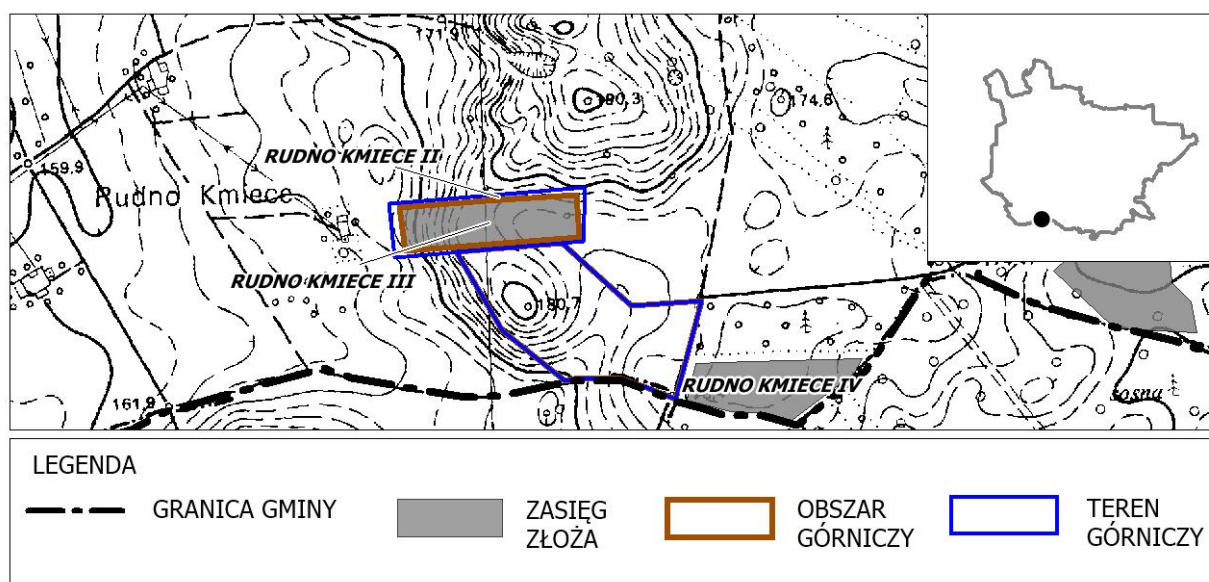 171,9
190,3
174,6
159,9
RUDNO KMIECE II
Rudno Kmiece
RUDNO KMIECE III
180,7
RUDNO KMIECE IV
161,9
sosna
LEGENDA
GRANICA GMINY
ZASIĘG
ZŁOŻA
OBSZAR
GÓRNICZY
TEREN
GÓRNICZY